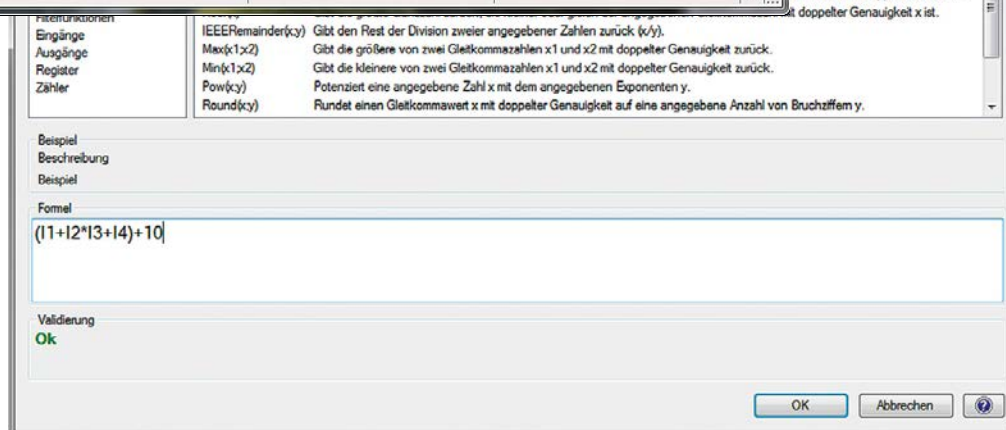 t doppelter Genauigkeit x ist.
Filterfunktionen
Eingänge
Ausgänge
Register
Zähler
IEEERemainder(x;y) Gibt den Rest der Division zweier angegebener Zahlen zurück (x/y).
Max(x1;x2) Gibt die größere von zwei Gleitkommazahlen x1 und x2 mit doppelter Genauigkeit zurück.
Min(x1;x2) Gibt die kleinere von zwei Gleitkommazahlen x1 und x2 mit doppelter Genauigkeit zurück.
Pow(x;y) Potenziert eine angegebene Zahl x mit dem angegebenen Exponenten y.
Round(x;y) Rundet einen Gleitkommawert x mit doppelter Genauigkeit auf eine angegebene Anzahl von Bruchziffern y.
Beispiel
Beschreibung
Beispiel
Formel
(I1+I2*I3+I4)+10
Validierung
Ok
OK Abbrechen ?